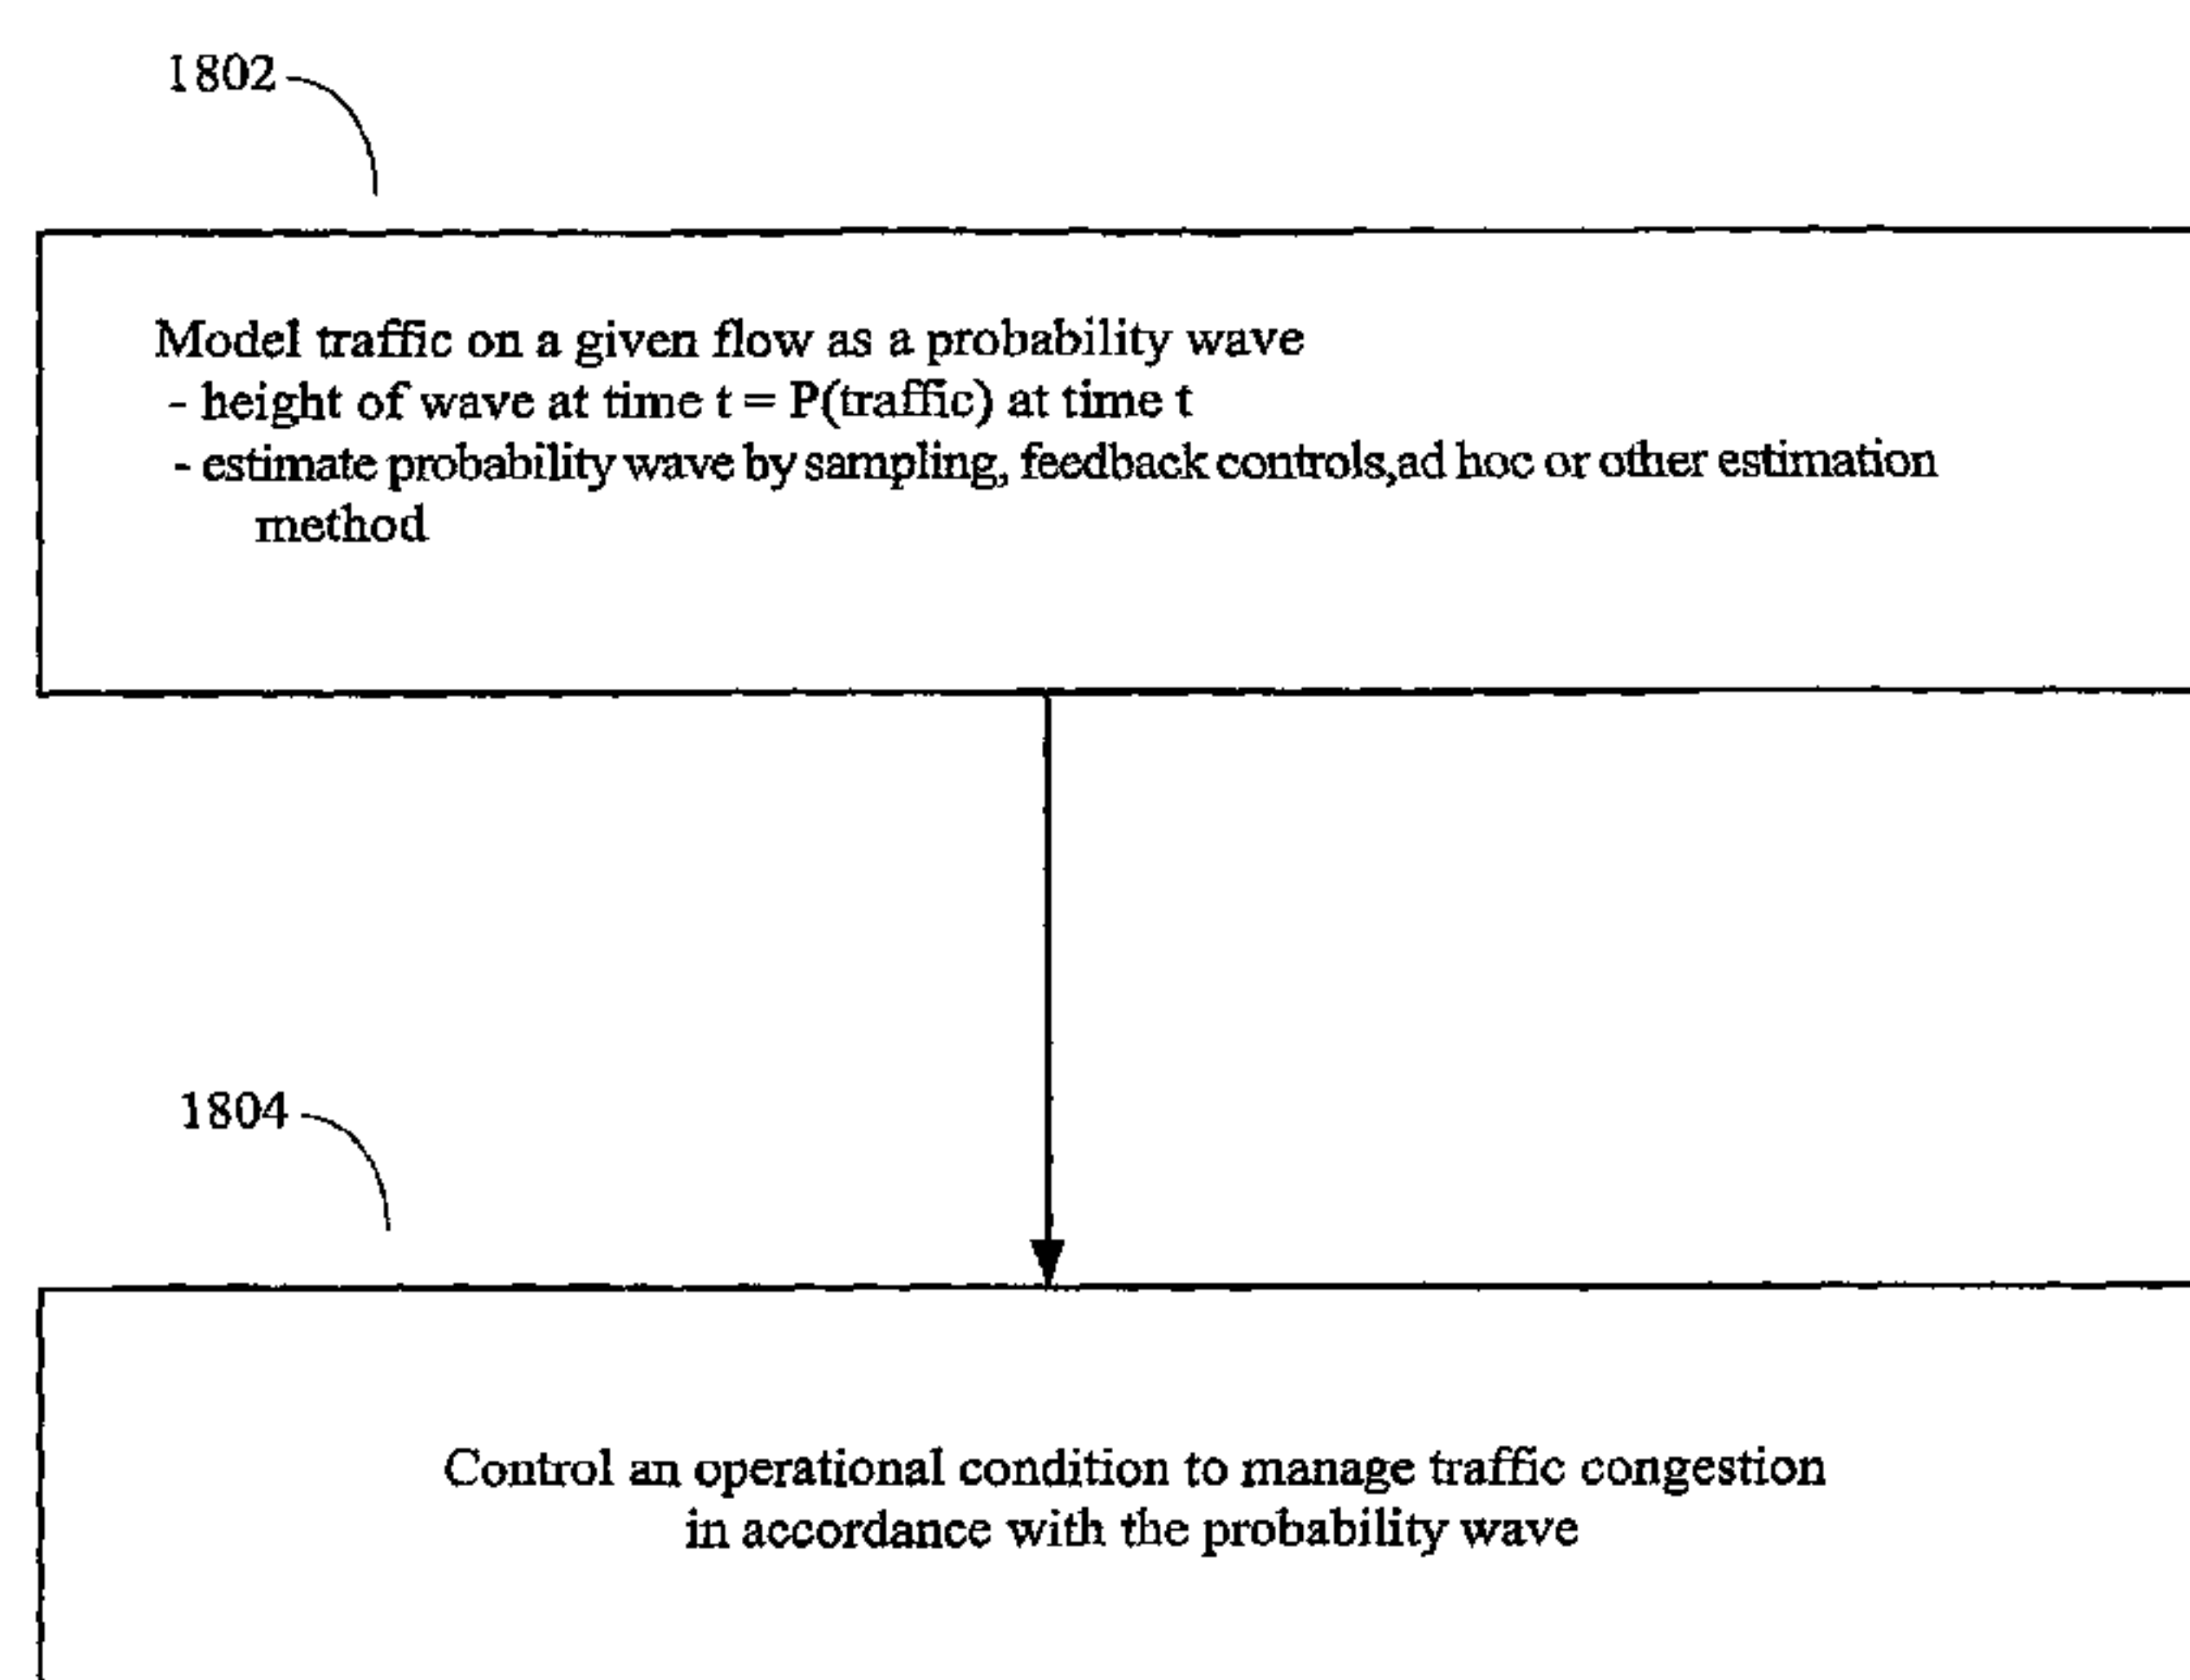 1802
Model traffic on a given flow as a probability wave
- height of wave at time t = P(traffic) at time t
- estimate probability wave by sampling, feedback controls,ad hoc or other estimation
method
1804
Control an operational condition to manage traffic congestion
in accordance with the probability wave